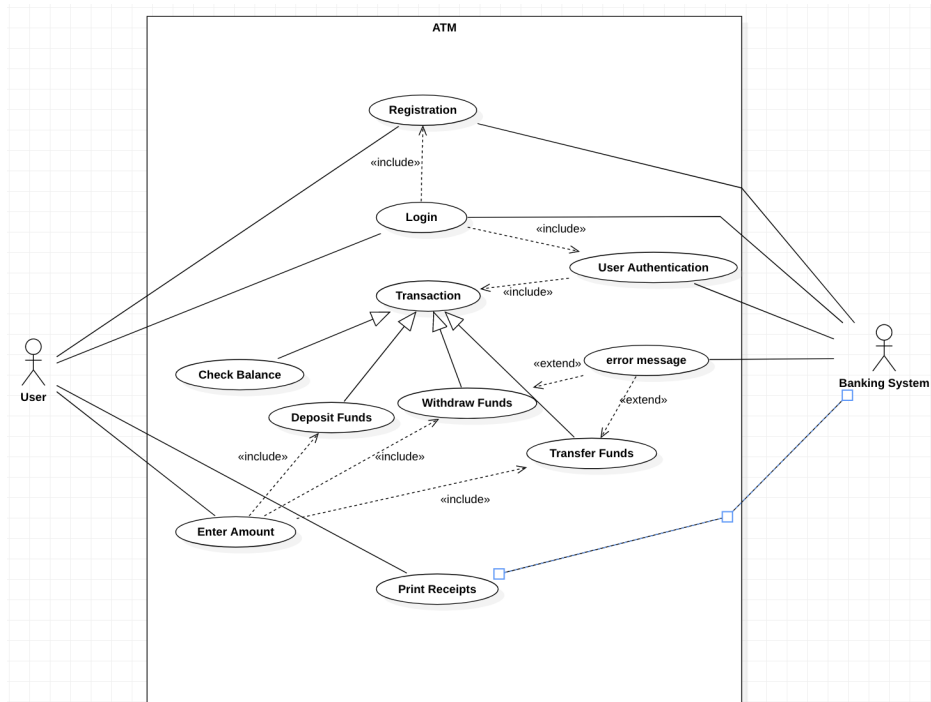 ATM
Registration
«include»
Login
«include»
User Authentication
«include»
Transaction
error message
«extend»
Check Balance
Banking System
User
Withdraw Funds
«extend»
Deposit Funds
Transfer Funds
«include»
«include»
«include»
Enter Amount
Print Receipts